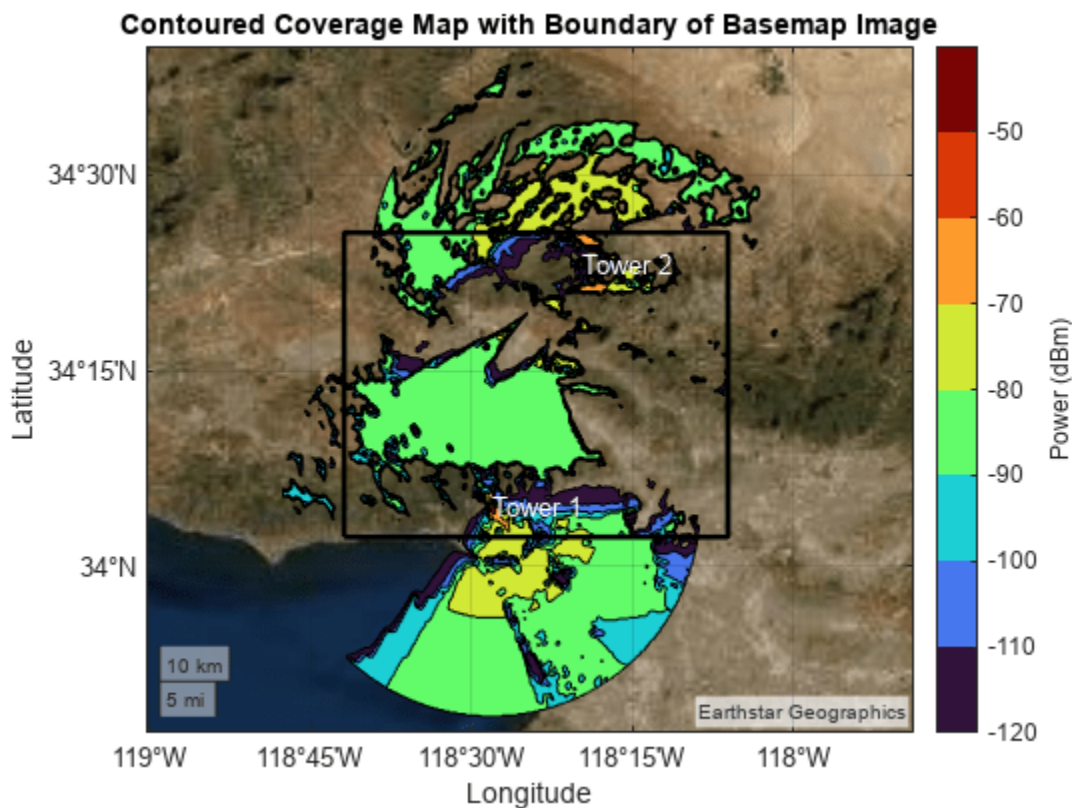 Contoured Coverage Map with Boundary of Basemap Image
34°30'N
34°15'N
34°N
Latitude
Tower 2
Tower 1
10 km
5 mi
Earthstar Geographics
119°W
118°45'W
118°30'W
118°15'W
118°W
Longitude
-50
-60
-70
-80
-90
-100
-110
-120
Power (dBm)